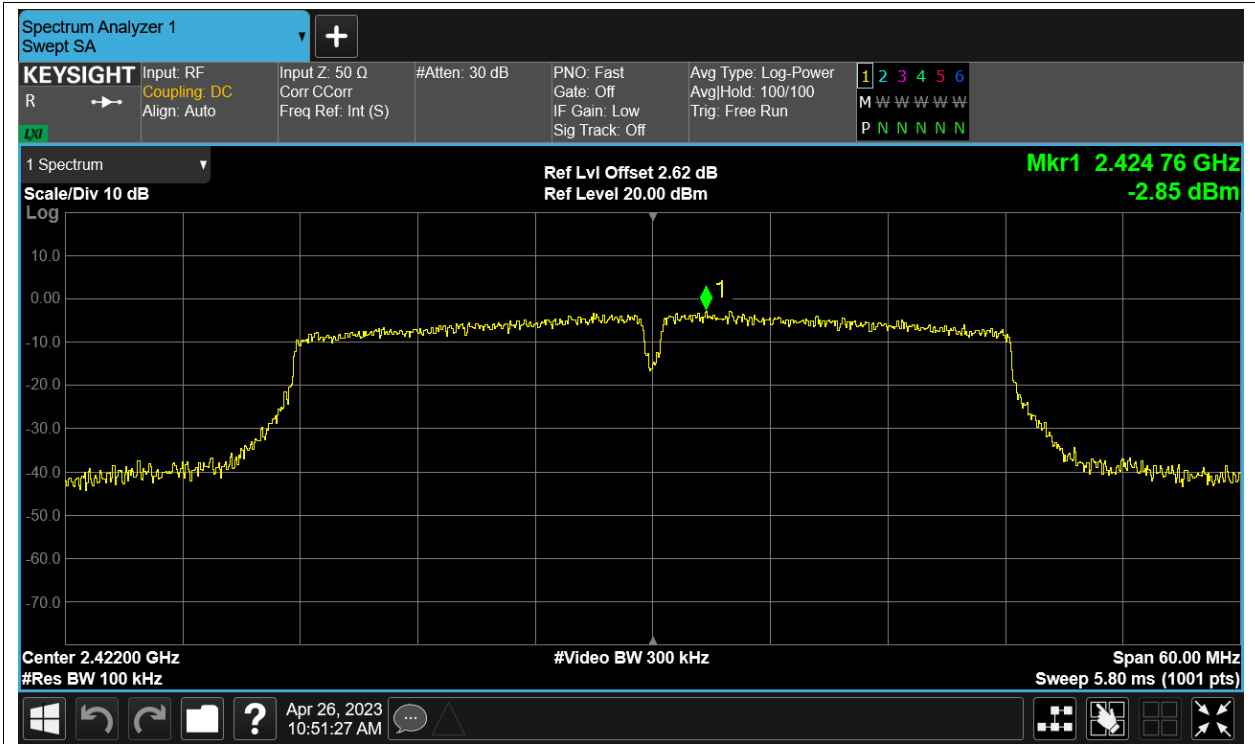 Spectrum Analyzer 1
Swept SA
KEYSIGHT
R
LXI
Input: RF
Coupling: DC
Align: Auto
Input Z: 50 Ω
Corr CCorr
Freq Ref: Int (S)
#Atten: 30 dB
PNO: Fast
Gate: Off
IF Gain: Low
Sig Track: Off
Avg Type: Log-Power
Avg|Hold: 100/100
Trig: Free Run
1 2 3 4 5 6
M W W W W W
P N N N N N
1 Spectrum
Scale/Div 10 dB
Log
Ref Lvl Offset 2.62 dB
Ref Level 20.00 dBm
Mkr1 2.424 76 GHz
-2.85 dBm
1
10.0
0.00
-10.0
-20.0
-30.0
-40.0
-50.0
-60.0
-70.0
Center 2.42200 GHz
#Res BW 100 kHz
#Video BW 300 kHz
Span 60.00 MHz
Sweep 5.80 ms (1001 pts)
?
Apr 26, 2023
10:51:27 AM